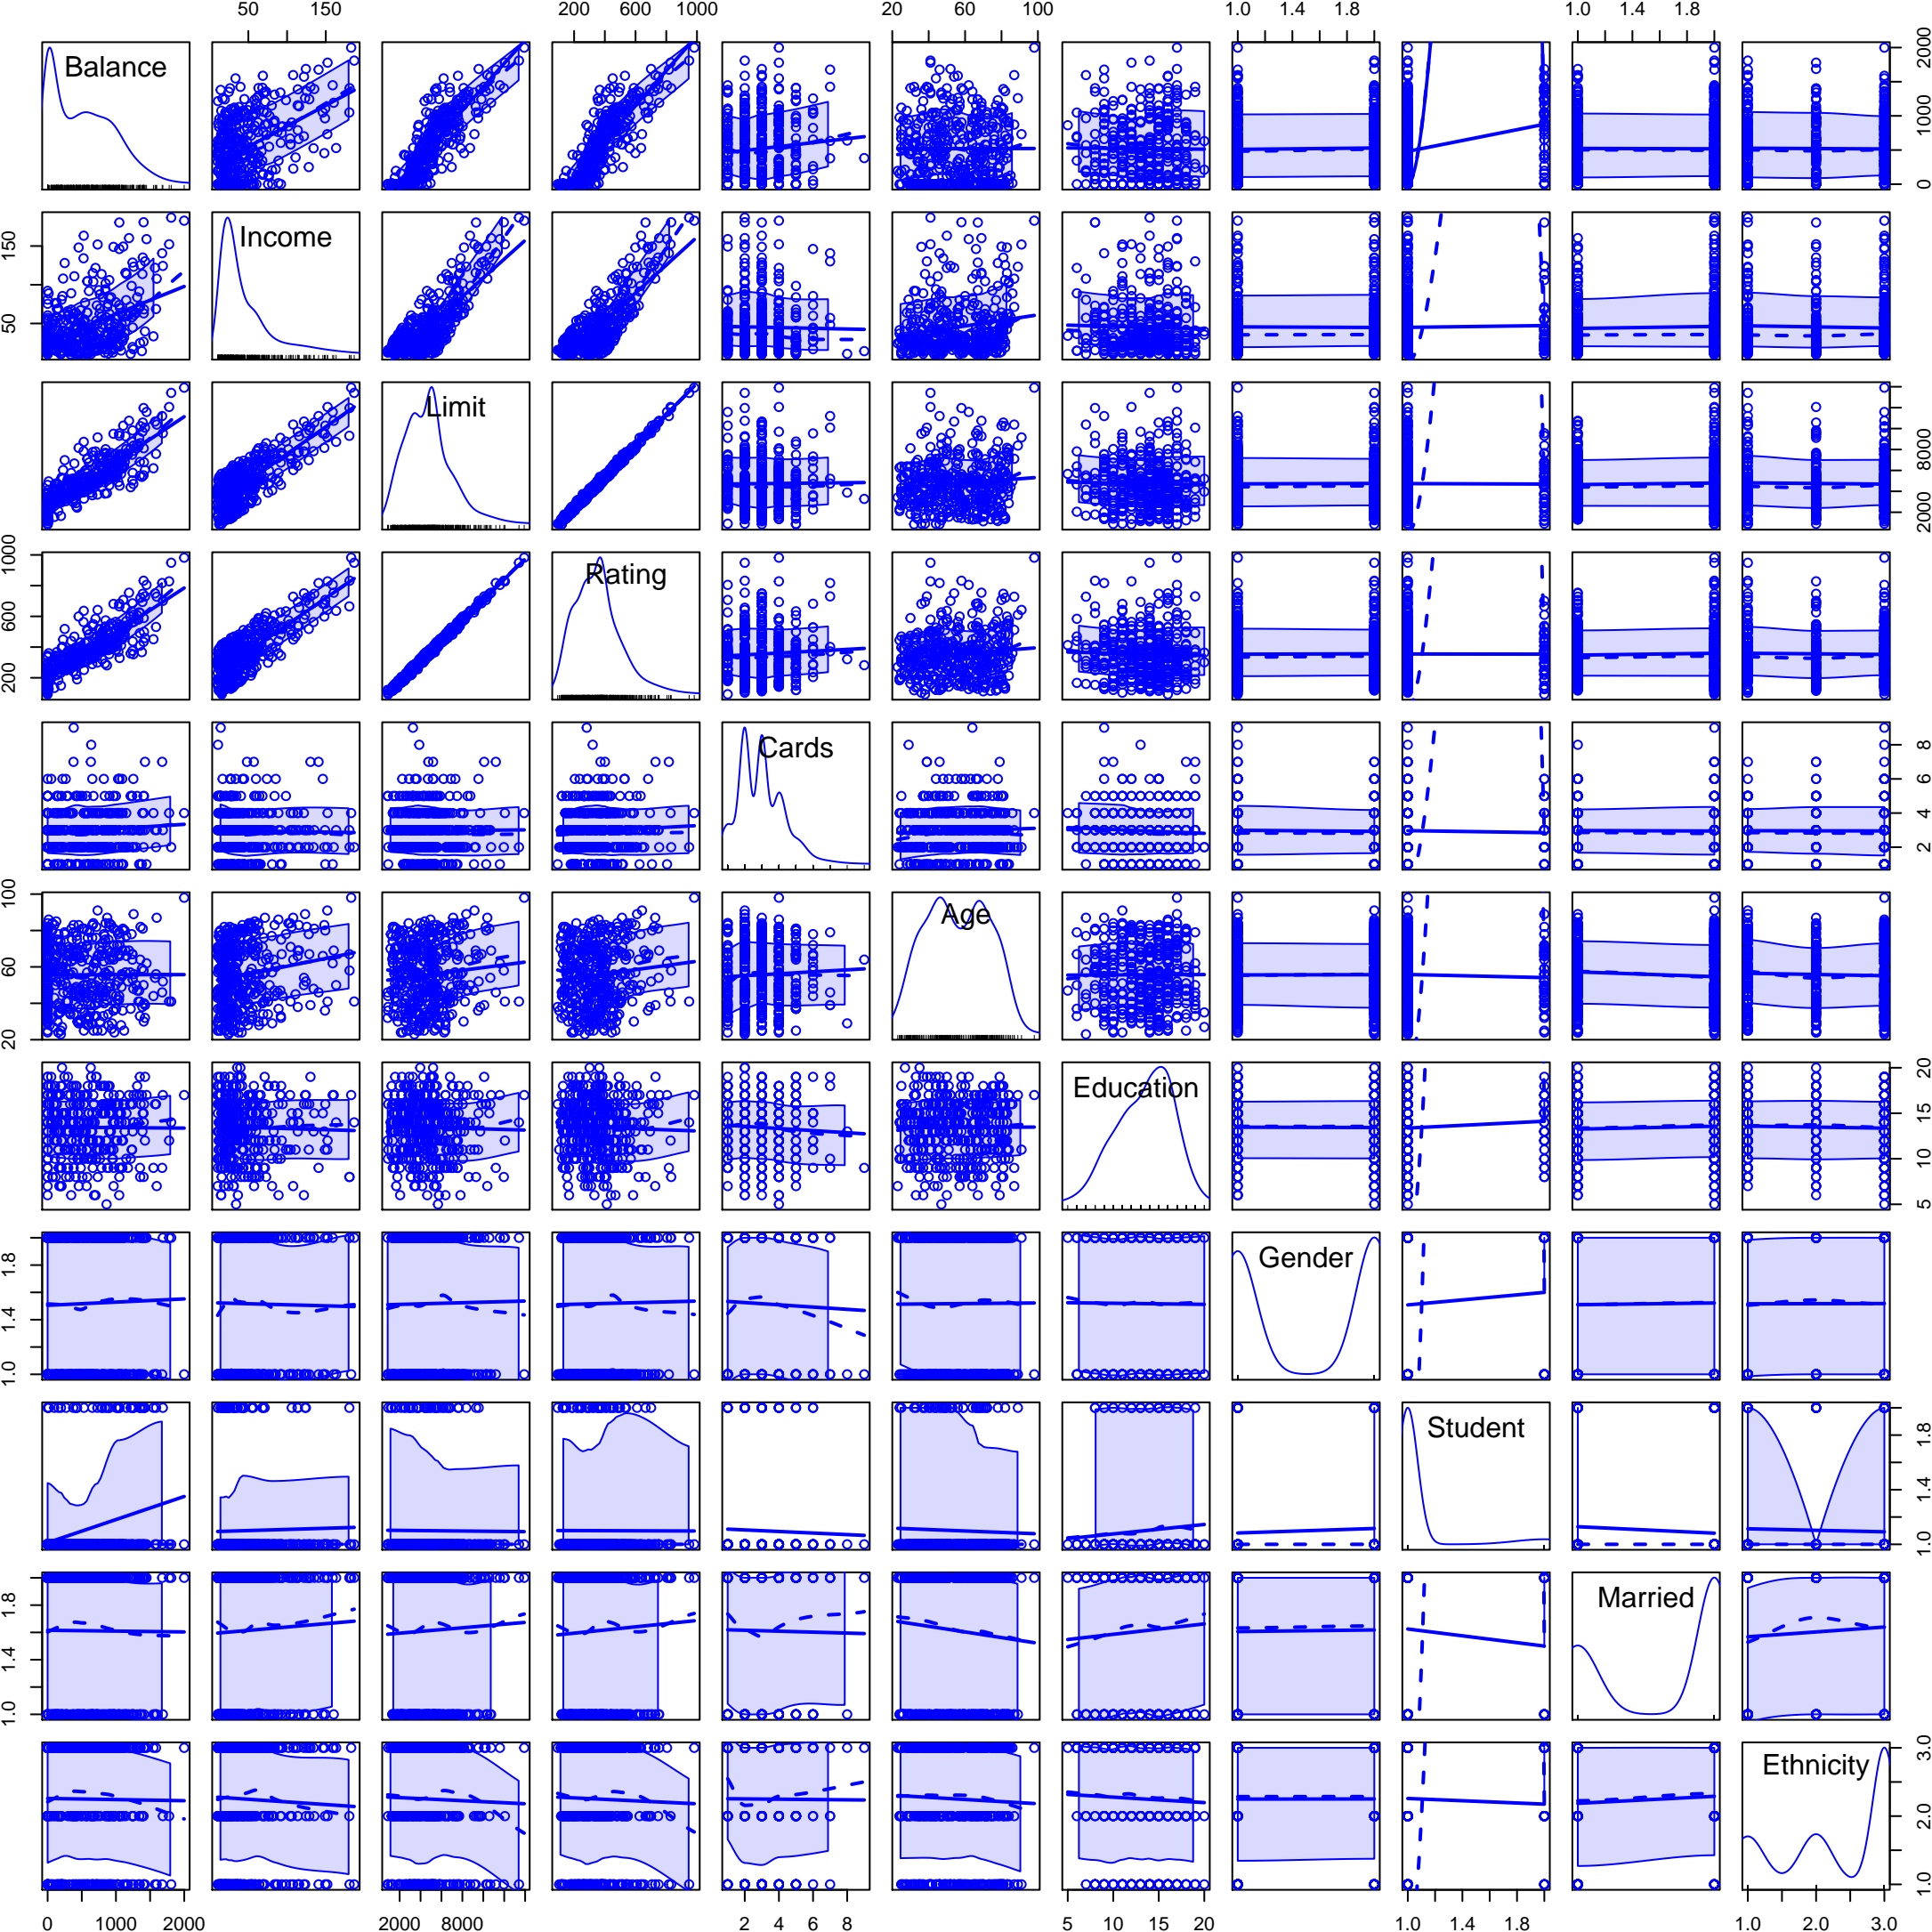 50 150 200 600 1000 20 60 100 1.0 1.4 1.8 1.0 1.4 1.8
Balance
0 1000 2000
Income
50 150
Limit
2000 8000
Rating
200 600 1000
Cards
2 4 6 8
Age
20 60 100
Education
5 10 15 20
Gender
1.0 1.4 1.8
Student
1.0 1.4 1.8
Married
1.0 1.4 1.8
Ethnicity
1.0 2.0 3.0
0 1000 2000 2000 8000 2 4 6 8 5 10 15 20 1.0 1.4 1.8 1.0 2.0 3.0